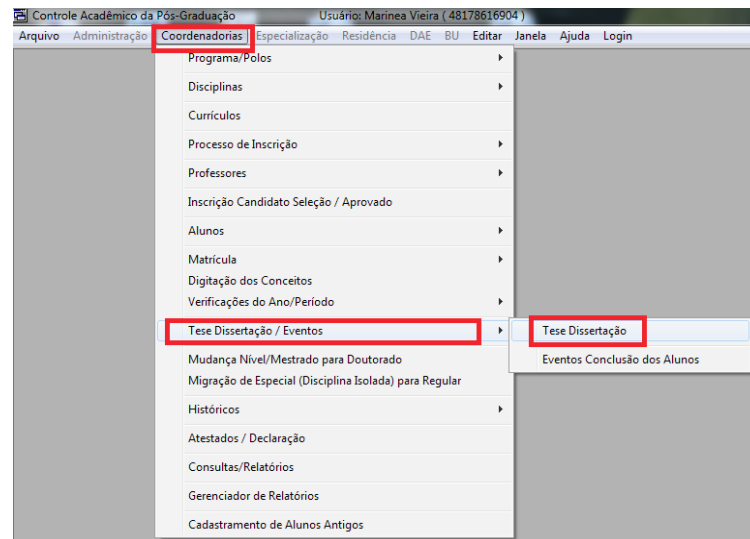 Controle Acadêmico da Pós-Graduação Usuário: Marinea Vieira ( 48178616904 )
Arquivo Administração Coordenadorias Especialização Residência DAE BU Editar Janela Ajuda Login
Programa/Polos
Disciplinas
Currículos
Processo de Inscrição
Professores
Inscrição Candidato Seleção / Aprovado
Alunos
Matrícula
Digitação dos Conceitos
Verificações do Ano/Período
Tese Dissertação / Eventos
Tese Dissertação
Eventos Conclusão dos Alunos
Mudança Nível/Mestrado para Doutorado
Migração de Especial (Disciplina Isolada) para Regular
Históricos
Atestados / Declaração
Consultas/Relatórios
Gerenciador de Relatórios
Cadastramento de Alunos Antigos